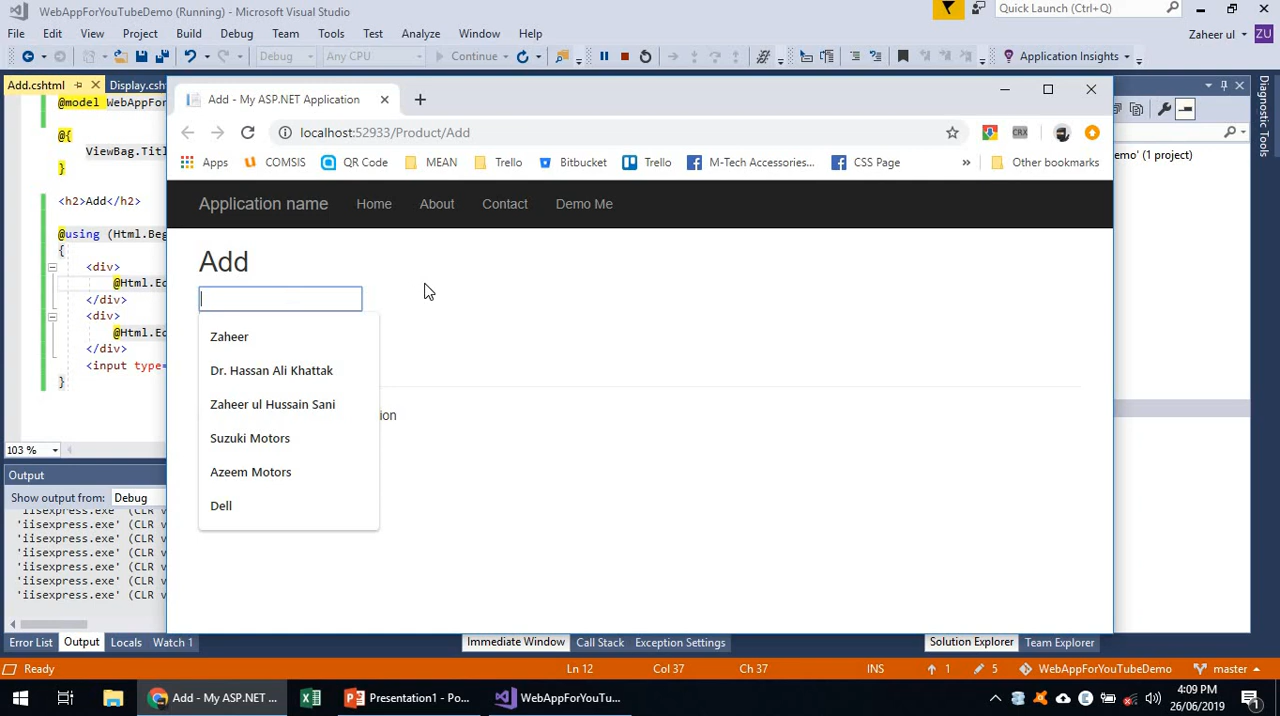 WebAppForYouTubeDemo (Running) - Microsoft Visual Studio
Quick Launch (Ctrl+Q)
File Edit View Project Build Debug Team Tools Test Analyze Window Help
Zaheer ul ZU
Debug Any CPU Continue Application Insights
Add.cshtml Display.csh
Add - My ASP.NET Application
@model WebAppFor
localhost:52933/Product/Add
@{
ViewBag.Titl
}
Apps COMSIS QR Code MEAN Trello Bitbucket Trello M-Tech Accessories... CSS Page » Other bookmarks
emo' (1 project)
Diagnostic Tools
Application name Home About Contact Demo Me
<h2>Add</h2>
@using (Html.Beg
{
<div>
@Html.Ed
</div>
<div>
@Html.Ed
</div>
<input type=
}
Add
Zaheer
Dr. Hassan Ali Khattak
Zaheer ul Hussain Sani
Suzuki Motors
Azeem Motors
Dell
ion
103 %
Output
Show output from: Debug
'iisexpress.exe' (CLR v
'iisexpress.exe' (CLR v
'iisexpress.exe' (CLR v
'iisexpress.exe' (CLR v
'iisexpress.exe' (CLR v
'iisexpress.exe' (CLR v
'iisexpress.exe' (CLR v
Error List Output Locals Watch 1 Immediate Window Call Stack Exception Settings Solution Explorer Team Explorer
Ready Ln 12 Col 37 Ch 37 INS 1 5 WebAppForYouTubeDemo master
Add - My ASP.NET ... Presentation1 - Po... WebAppForYouTu...
4:09 PM
26/06/2019
1